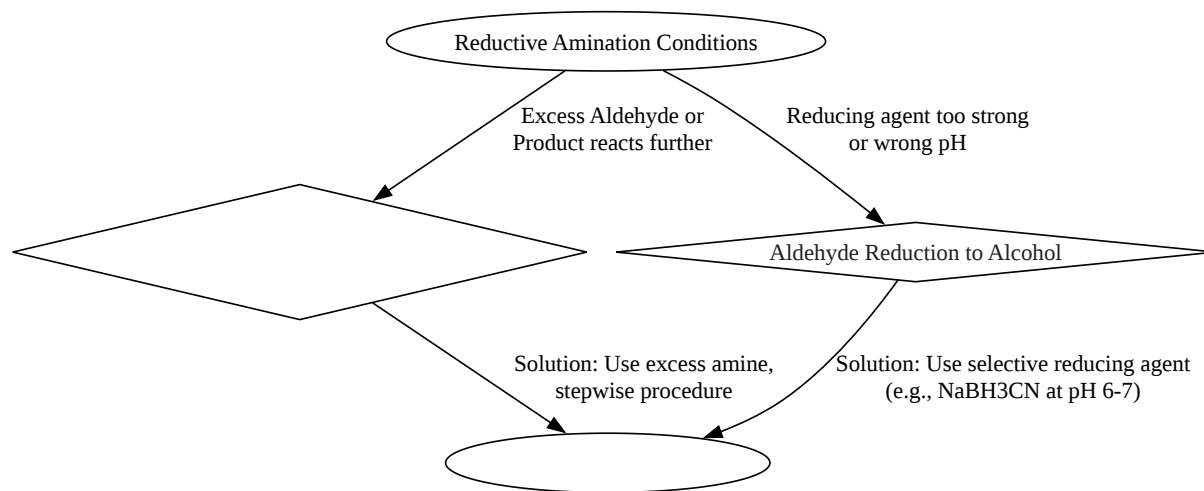 Reductive Amination Conditions
Excess Aldehyde or
Product reacts further
Reducing agent too strong
or wrong pH
Aldehyde Reduction to Alcohol
Solution: Use excess amine,
stepwise procedure
Solution: Use selective reducing agent
(e.g., NaBH3CN at pH 6-7)